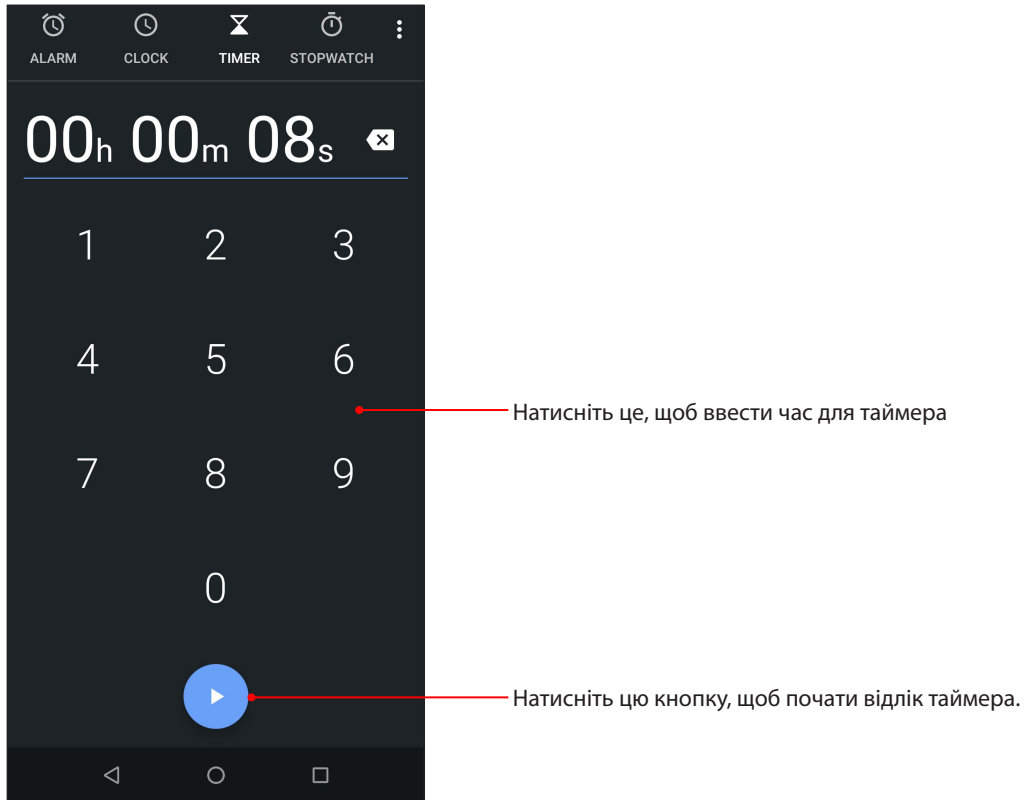 ALARM CLOCK TIMER STOPWATCH
00h 00m 08s
1 2 3
4 5 6
Натисніть це, щоб ввести час для таймера
7 8 9
0
Натисніть цю кнопку, щоб почати відлік таймера.